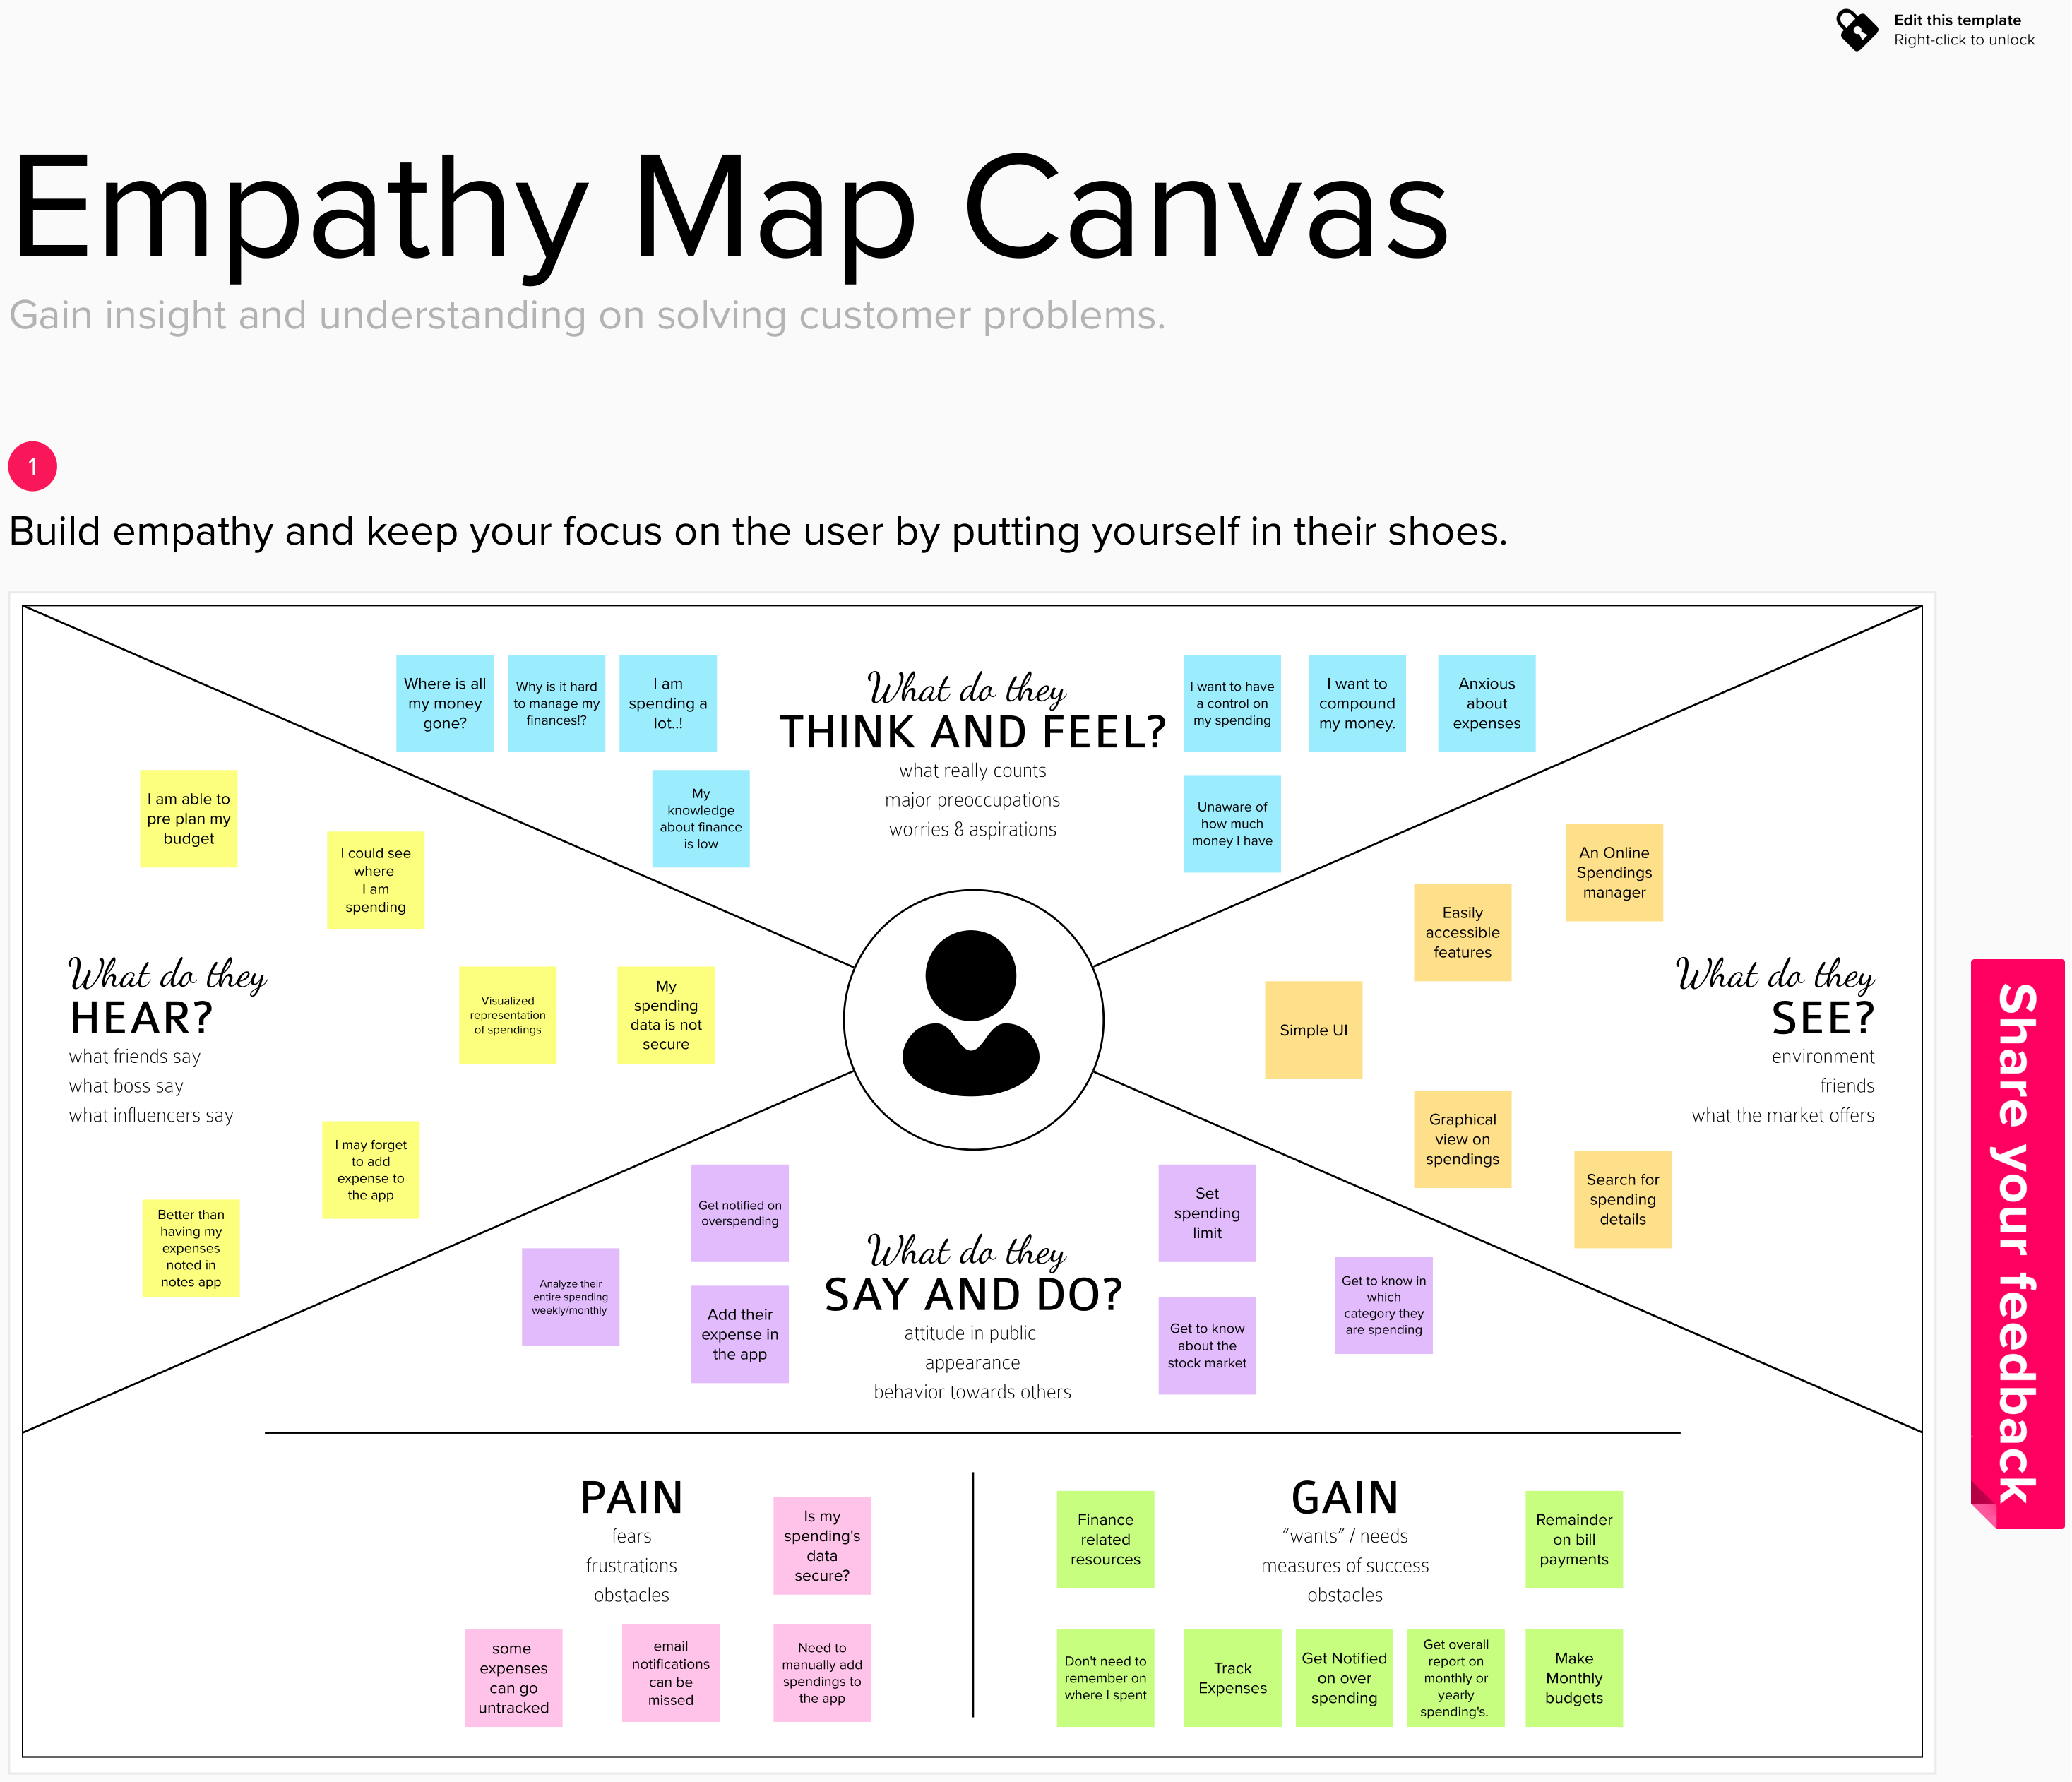 Edit this template
Right-click to unlock
Empathy Map Canvas
Gain insight and understanding on solving customer problems.
1
Build empathy and keep your focus on the user by putting yourself in their shoes.
Where is all
my money
gone?
Why is it hard
to manage my
finances!?
I am
spending a
lot..!
My
knowledge
about finance
is low
What do they
THINK AND FEEL?
what really counts
major preoccupations
worries & aspirations
I want to have
a control on
my spending
I want to
compound
my money.
Anxious
about
expenses
Unaware of
how much
money I have
I am able to
pre plan my
budget
I could see
where
I am
spending
Visualized
representation
of spendings
My
spending
data is not
secure
What do they
HEAR?
what friends say
what boss say
what influencers say
I may forget
to add
expense to
the app
Better than
having my
expenses
noted in
notes app
An Online
Spendings
manager
Easily
accessible
features
Simple UI
What do they
SEE?
environment
friends
what the market offers
Graphical
view on
spendings
Search for
spending
details
Share your feedback
Get notified on
overspending
Analyze their
entire spending
weekly/monthly
Add their
expense in
the app
What do they
SAY AND DO?
attitude in public
appearance
behavior towards others
Set
spending
limit
Get to know
about the
stock market
Get to know in
which
category they
are spending
PAIN
fears
frustrations
obstacles
Is my
spending's
data
secure?
some
expenses
can go
untracked
email
notifications
can be
missed
Need to
manually add
spendings to
the app
GAIN
“wants” / needs
measures of success
obstacles
Finance
related
resources
Remainder
on bill
payments
Don't need to
remember on
where I spent
Track
Expenses
Get Notified
on over
spending
Get overall
report on
monthly or
yearly
spending's.
Make
Monthly
budgets